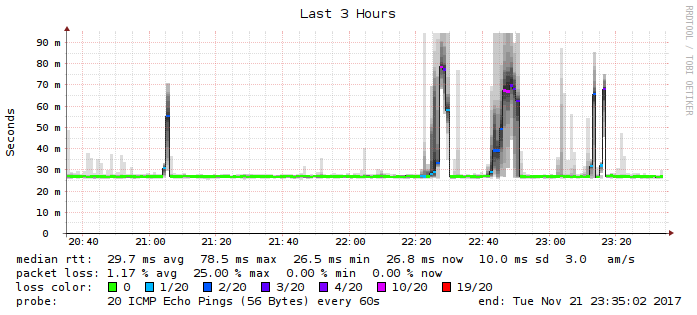 Last 3 Hours
RRDTOOL / TOBI OETIKER
Seconds
90 m
80 m
70 m
60 m
50 m
40 m
30 m
20 m
10 m
0
20:40 21:00 21:20 21:40 22:00 22:20 22:40 23:00 23:20
median rtt: 29.7 ms avg 78.5 ms max 26.5 ms min 26.8 ms now 10.0 ms sd 3.0 am/s
packet loss: 1.17 % avg 25.00 % max 0.00 % min 0.00 % now
loss color: 0 1/20 2/20 3/20 4/20 10/20 19/20
probe: 20 ICMP Echo Pings (56 Bytes) every 60s end: Tue Nov 21 23:35:02 2017